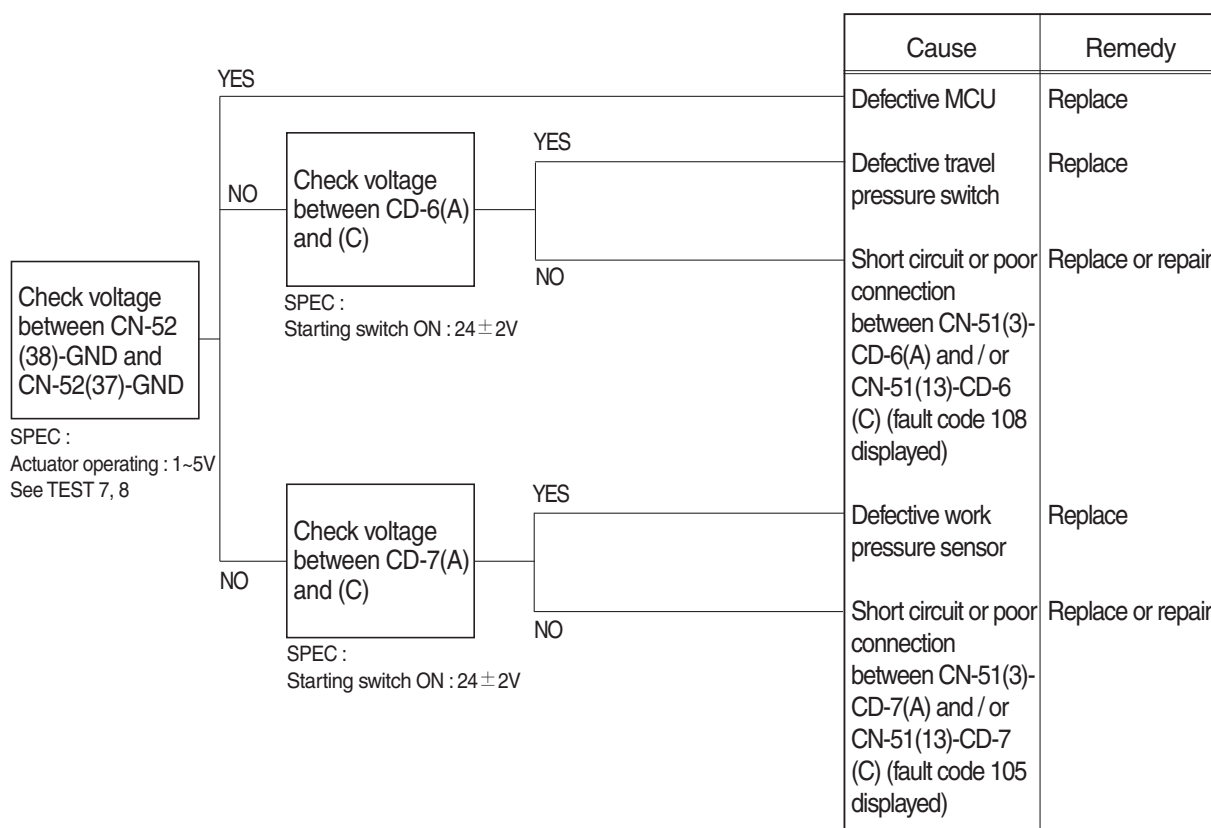 Cause
Remedy
YES
Defective MCU
Replace
YES
Defective travel
pressure switch
Replace
NO
Check voltage
between CD-6(A)
and (C)
NO
Short circuit or poor
connection
between CN-51(3)-
CD-6(A) and / or
CN-51(13)-CD-6
(C) (fault code 108
displayed)
Replace or repair
SPEC :
Starting switch ON : 24±2V
Check voltage
between CN-52
(38)-GND and
CN-52(37)-GND
SPEC :
Actuator operating : 1~5V
See TEST 7, 8
YES
Defective work
pressure sensor
Replace
Check voltage
between CD-7(A)
and (C)
NO
NO
Short circuit or poor
connection
between CN-51(3)-
CD-7(A) and / or
CN-51(13)-CD-7
(C) (fault code 105
displayed)
Replace or repair
SPEC :
Starting switch ON : 24±2V